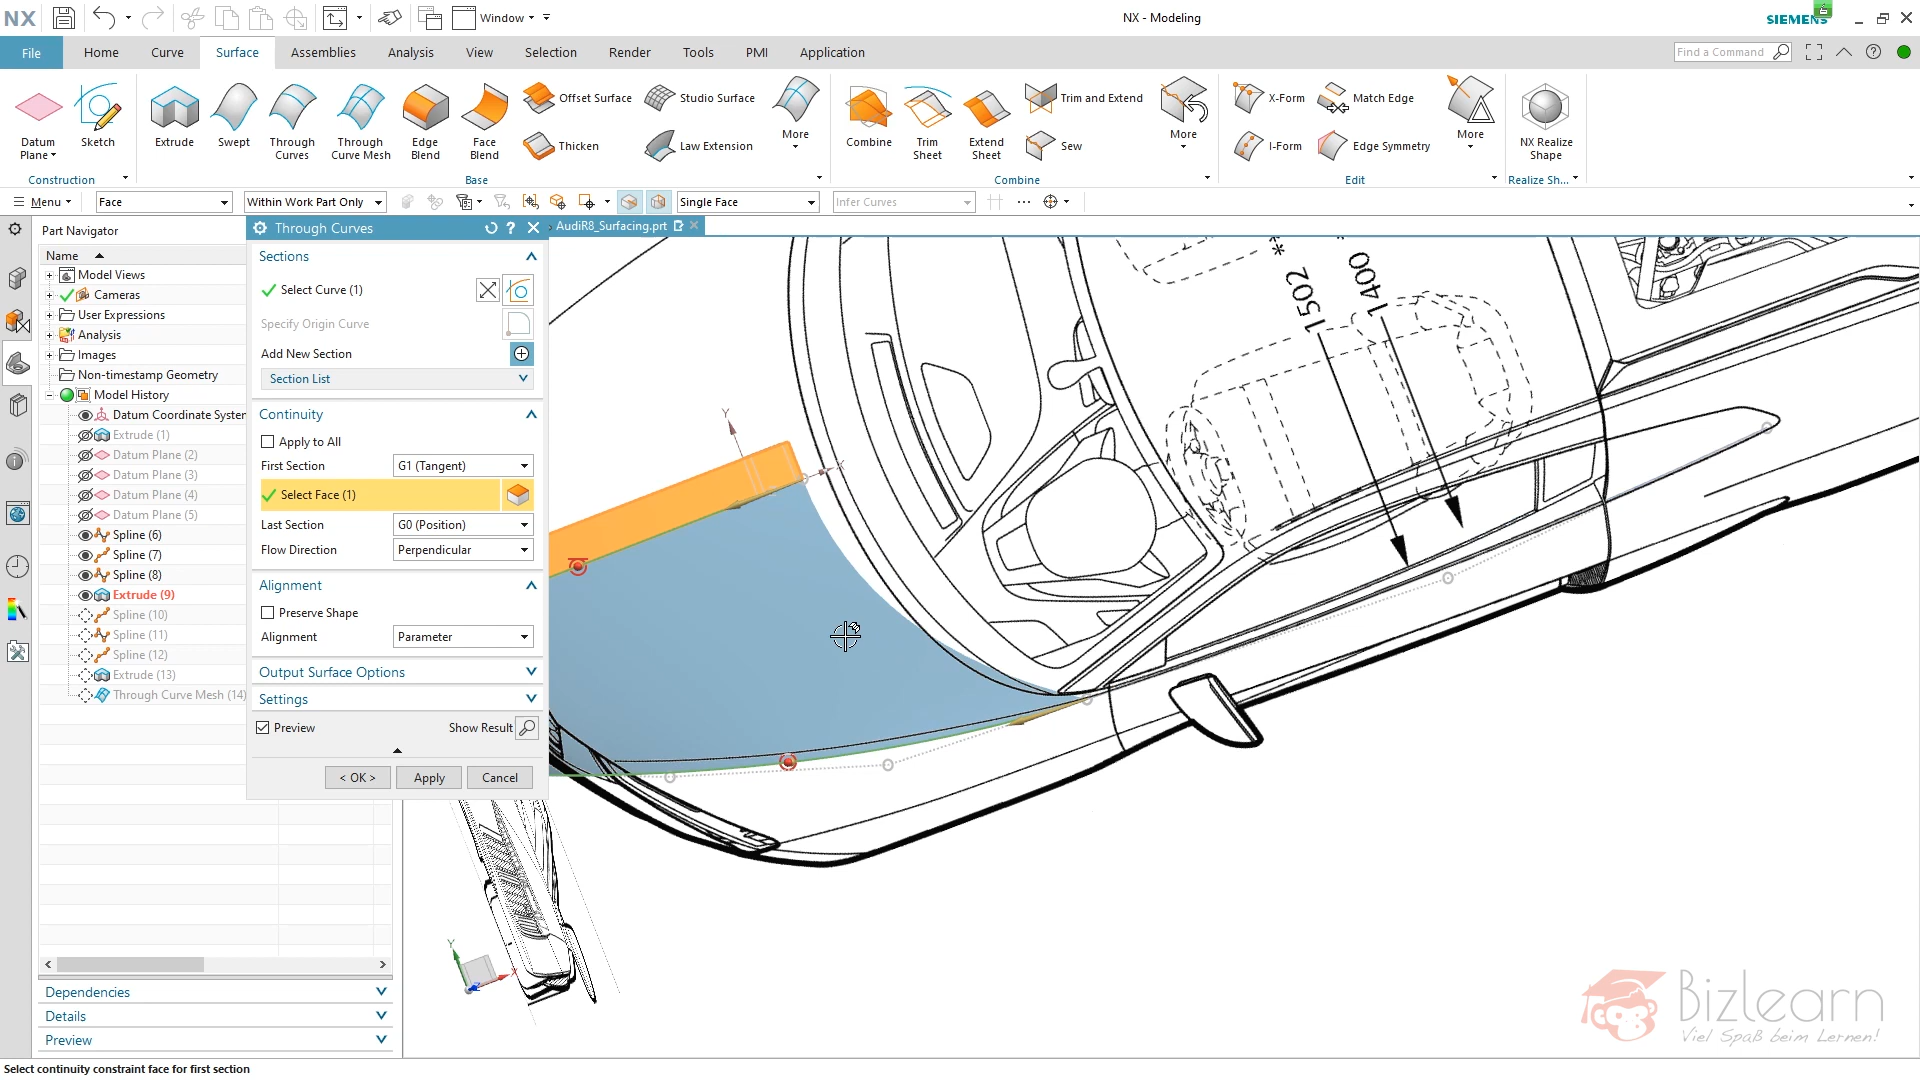 NX
Window
NX - Modeling
SIEMENS
File
Home
Curve
Surface
Assemblies
Analysis
View
Selection
Render
Tools
PMI
Application
Find a Command
Datum Plane
Sketch
Extrude
Swept
Through Curves
Through Curve Mesh
Edge Blend
Face Blend
Offset Surface
Thicken
Studio Surface
Law Extension
More
Combine
Trim Sheet
Extend Sheet
Trim and Extend
Sew
More
X-Form
I-Form
Match Edge
Edge Symmetry
More
NX Realize Shape
Construction
Base
Combine
Edit
Realize Sh...
Menu
Face
Within Work Part Only
Single Face
Infer Curves
Part Navigator
Name
Model Views
Cameras
User Expressions
Analysis
Images
Non-timestamp Geometry
Model History
Datum Coordinate System
Extrude (1)
Datum Plane (2)
Datum Plane (3)
Datum Plane (4)
Datum Plane (5)
Spline (6)
Spline (7)
Spline (8)
Extrude (9)
Spline (10)
Spline (11)
Spline (12)
Extrude (13)
Through Curve Mesh (14)
Dependencies
Details
Preview
Through Curves
Sections
Select Curve (1)
Specify Origin Curve
Add New Section
Section List
Continuity
Apply to All
First Section
G1 (Tangent)
Select Face (1)
Last Section
G0 (Position)
Flow Direction
Perpendicular
Alignment
Preserve Shape
Alignment
Parameter
Output Surface Options
Settings
Preview
Show Result
< OK >
Apply
Cancel
AudiR8_Surfacing.prt
**
1502
1400
Y
X
Y
X
Bizlearn
Viel Spaß beim Lernen!
Select continuity constraint face for first section